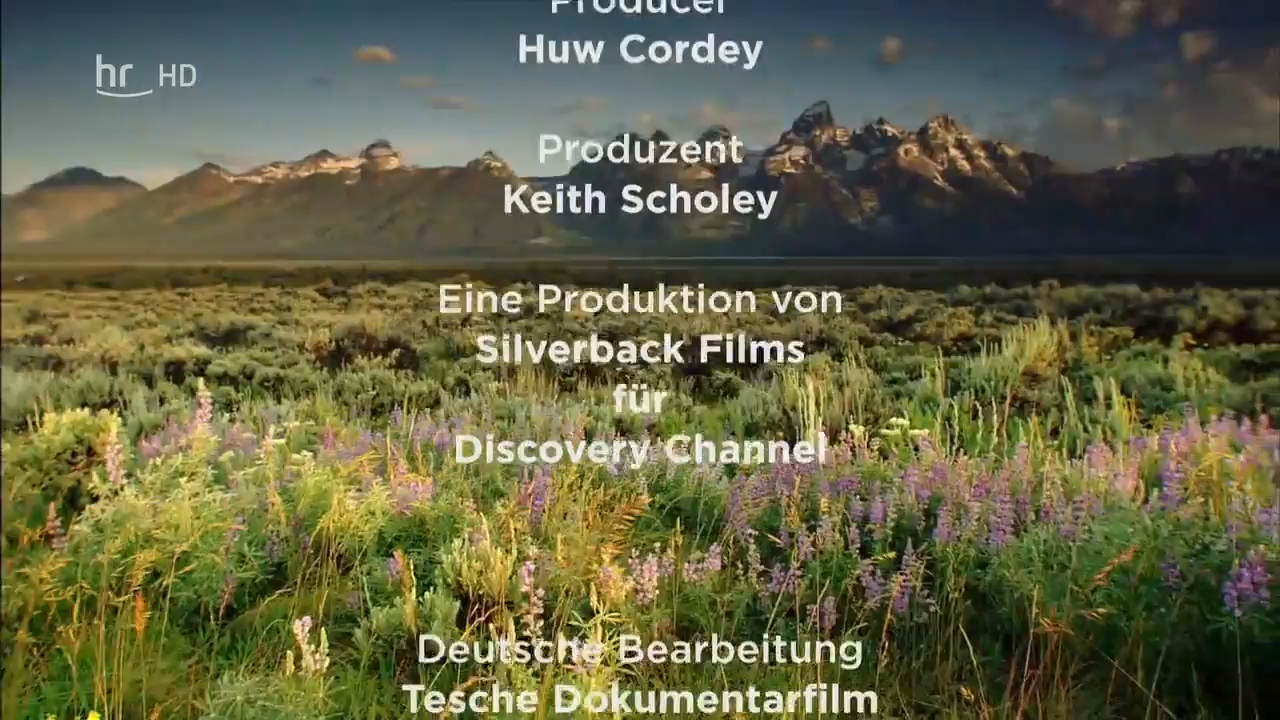 Producer
Huw Cordey
hr HD
Produzent
Keith Scholey
Eine Produktion von
Silverback Films
für
Discovery Channel
Deutsche Bearbeitung
Tesche Dokumentarfilm